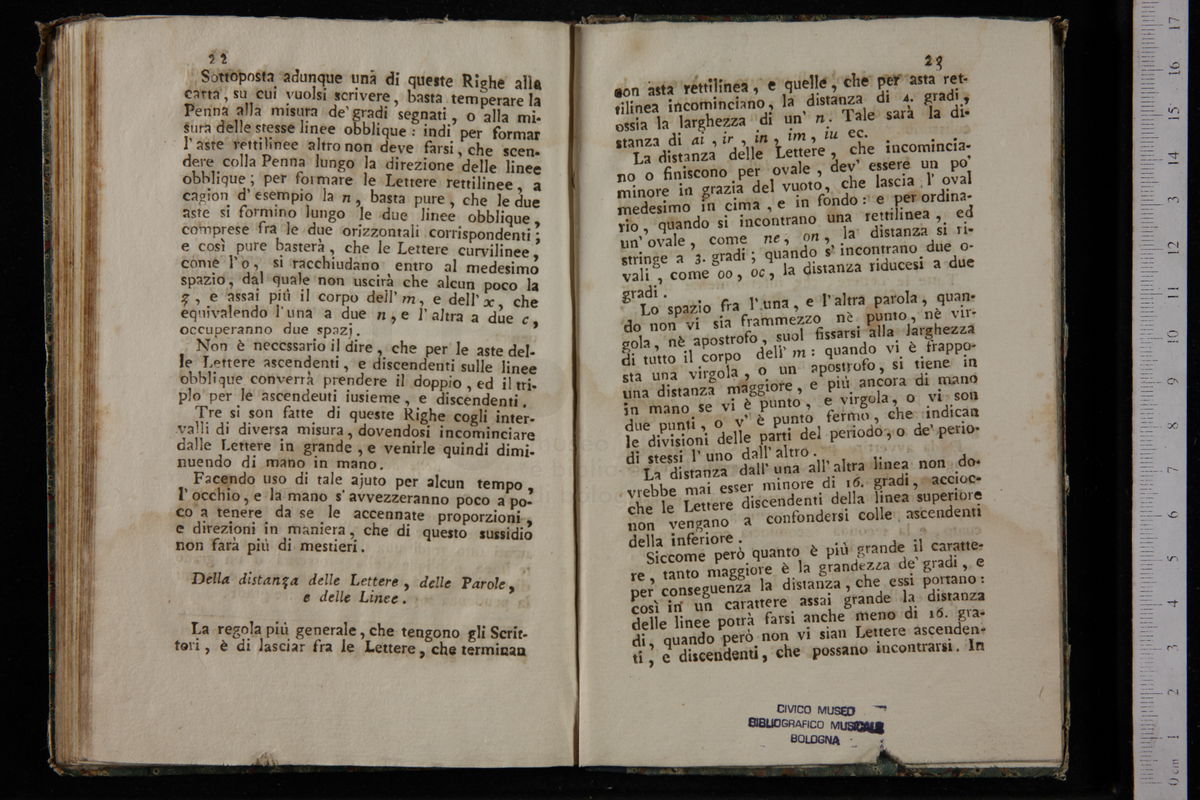 22
Sottoposta adunque una di queste Righe alla
carta, su cui vuolsi scrivere, basta temperare la
Penna alla misura de' gradi segnati, o alla mi-
sura delle stesse linee obblique: indi per formar
l'aste rettilinee altro non deve farsi, che scen-
dere colla Penna lungo la direzione delle linee
obblique; per formare le Lettere rettilinee, a
cagion d'esempio la n, basta pure, che le due
aste si formino lungo le due linee obblique,
comprese fra le due orizzontali corrispondenti;
e così pure basterà, che le Lettere curvilinee,
come l'o, si racchiudano entro al medesimo
spazio, dal quale non uscirà che alcun poco la
z, e assai più il corpo dell'm, e dell'x, che
equivalendo l'una a due n, e l'altra a due c,
occuperanno due spazj.
Non è necessario il dire, che per le aste del-
le Lettere ascendenti, e discendenti sulle linee
obblique converrà prendere il doppio, ed il tri-
plo per le ascendeuti iusieme, e discendenti.
Tre si son fatte di queste Righe cogli inter-
valli di diversa misura, dovendosi incominciare
dalle Lettere in grande, e venirle quindi dimi-
nuendo di mano in mano.
Facendo uso di tale ajuto per alcun tempo,
l'occhio, e la mano s'avvezzeranno poco a po-
co a tenere da se le accennate proporzioni,
e direzioni in maniera, che di questo sussidio
non farà più di mestieri.
Della distanza delle Lettere, delle Parole,
e delle Linee.
La regola più generale, che tengono gli Scrit-
tori, è di lasciar fra le Lettere, che terminan
23
con asta rettilinea, e quelle, che per asta ret-
tilinea incominciano, la distanza di 4. gradi,
ossia la larghezza di un' n. Tale sarà la di-
stanza di ai, ir, in, im, iu ec.
La distanza delle Lettere, che incomincia-
no o finiscono per ovale, dev' essere un po'
minore in grazia del vuoto, che lascia l'oval
medesimo in cima, e in fondo: e per ordina-
rio, quando si incontrano una rettilinea, ed
un' ovale, come ne, on, la distanza si ri-
stringe a 3. gradi; quando s'incontrano due o-
vali, come oo, oc, la distanza riducesi a due
gradi.
Lo spazio fra l'una, e l'altra parola, quan-
do non vi sia frammezzo nè punto, nè vir-
gola, nè apostrofo, suol fissarsi alla larghezza
di tutto il corpo dell' m: quando vi è frappo-
sta una virgola, o un apostrofo, si tiene in
una distanza maggiore, e più ancora di mano
in mano se vi è punto, e virgola, o vi son
due punti, o v' è punto fermo, che indican
le divisioni delle parti del periodo, o de' perio-
di stessi l'uno dall'altro.
La distanza dall' una all' altra linea non do-
vrebbe mai esser minore di 16. gradi, accioc-
che le Lettere discendenti della linea superiore
non vengano a confondersi colle ascendenti
della inferiore.
Siccome però quanto è più grande il caratte-
re, tanto maggiore è la grandezza de' gradi, e
per conseguenza la distanza, che essi portano:
così in un carattere assai grande la distanza
delle linee potrà farsi anche meno di 16. gra-
di, quando però non vi sian Lettere ascenden-
ti, e discendenti, che possano incontrarsi. In
CIVICO MUSEO
BIBLIOGRAFICO MUSICALE
BOLOGNA
0 cm 1 2 3 4 5 6 7 8 9 10 11 12 13 14 15 16 17